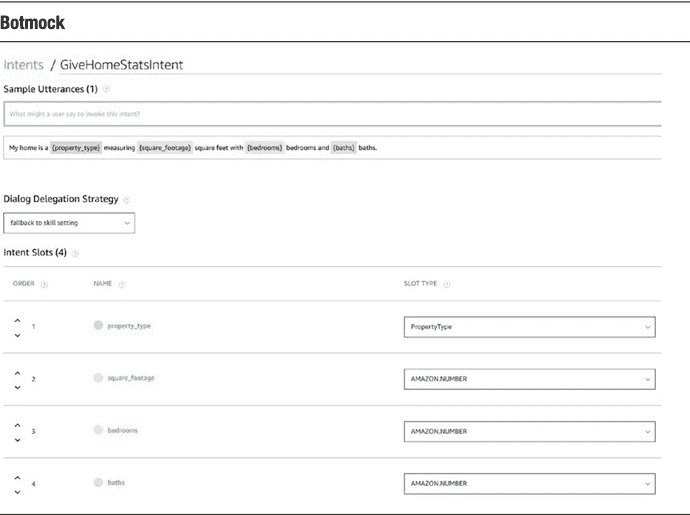 Botmock
Intents / GiveHomeStatsIntent
Sample Utterances (1)
What might a user say to invoke this intent?
My home is a {property_type} measuring {square_footage} square feet with {bedrooms} bedrooms and {baths} baths.
Dialog Delegation Strategy
fallback to skill setting
Intent Slots (4)
ORDER NAME SLOT TYPE
1 property_type PropertyType
2 square_footage AMAZON.NUMBER
3 bedrooms AMAZON.NUMBER
4 baths AMAZON.NUMBER